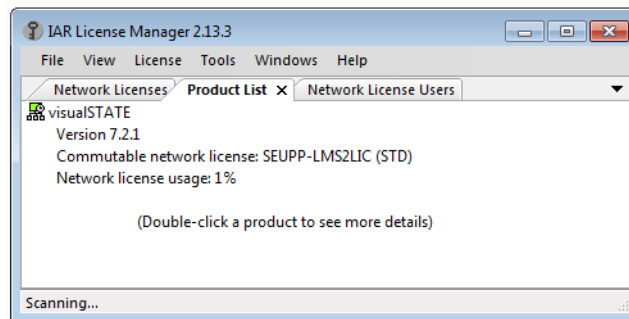 IAR License Manager 2.13.3
File View License Tools Windows Help
Network Licenses Product List Network License Users
visualSTATE
Version 7.2.1
Commutable network license: SEUPP-LMS2LIC (STD)
Network license usage: 1%
(Double-click a product to see more details)
Scanning...